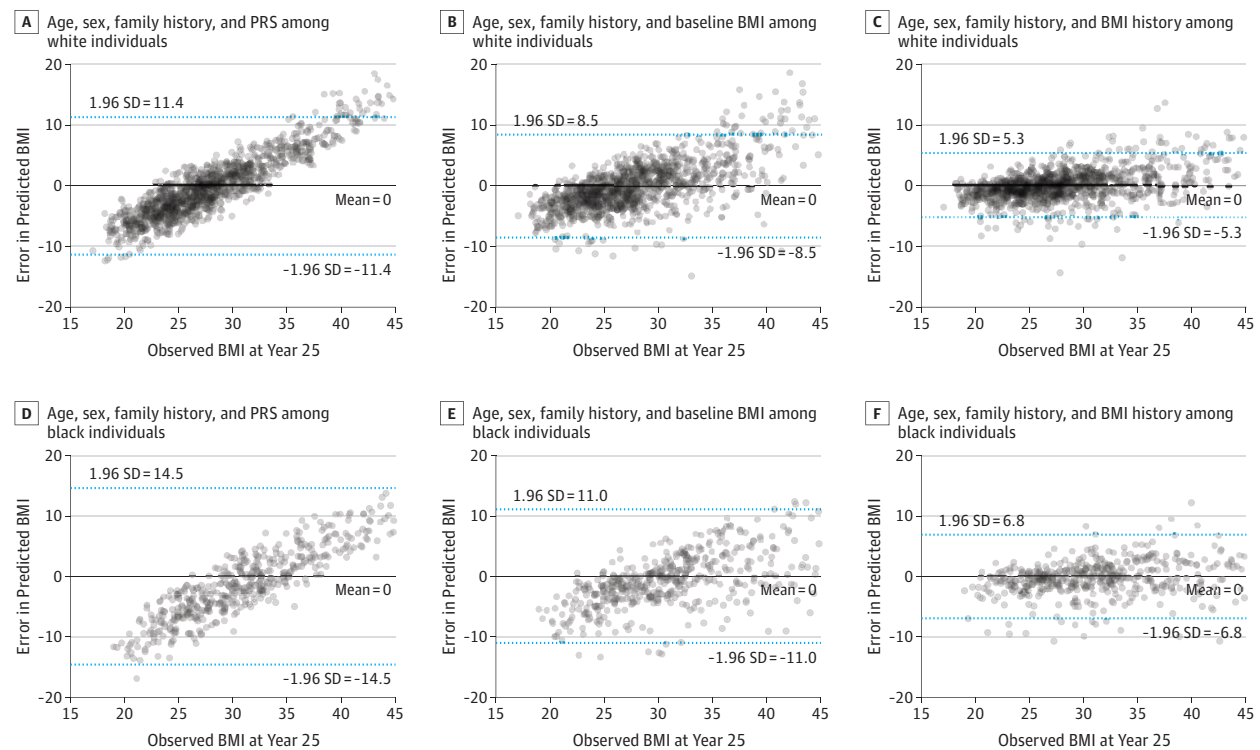 A Age, sex, family history, and PRS among
white individuals
20
10
0
-10
-20
1.96 SD = 11.4
Mean = 0
-1.96 SD = -11.4
15 20 25 30 35 40 45
Error in Predicted BMI
Observed BMI at Year 25
B Age, sex, family history, and baseline BMI among
white individuals
20
10
0
-10
-20
1.96 SD = 8.5
Mean = 0
-1.96 SD = -8.5
15 20 25 30 35 40 45
Error in Predicted BMI
Observed BMI at Year 25
C Age, sex, family history, and BMI history among
white individuals
20
10
0
-10
-20
1.96 SD = 5.3
Mean = 0
-1.96 SD = -5.3
15 20 25 30 35 40 45
Error in Predicted BMI
Observed BMI at Year 25
D Age, sex, family history, and PRS among
black individuals
20
10
0
-10
-20
1.96 SD = 14.5
Mean = 0
-1.96 SD = -14.5
15 20 25 30 35 40 45
Error in Predicted BMI
Observed BMI at Year 25
E Age, sex, family history, and baseline BMI among
black individuals
20
10
0
-10
-20
1.96 SD = 11.0
Mean = 0
-1.96 SD = -11.0
15 20 25 30 35 40 45
Error in Predicted BMI
Observed BMI at Year 25
F Age, sex, family history, and BMI history among
black individuals
20
10
0
-10
-20
1.96 SD = 6.8
Mean = 0
-1.96 SD = -6.8
15 20 25 30 35 40 45
Error in Predicted BMI
Observed BMI at Year 25